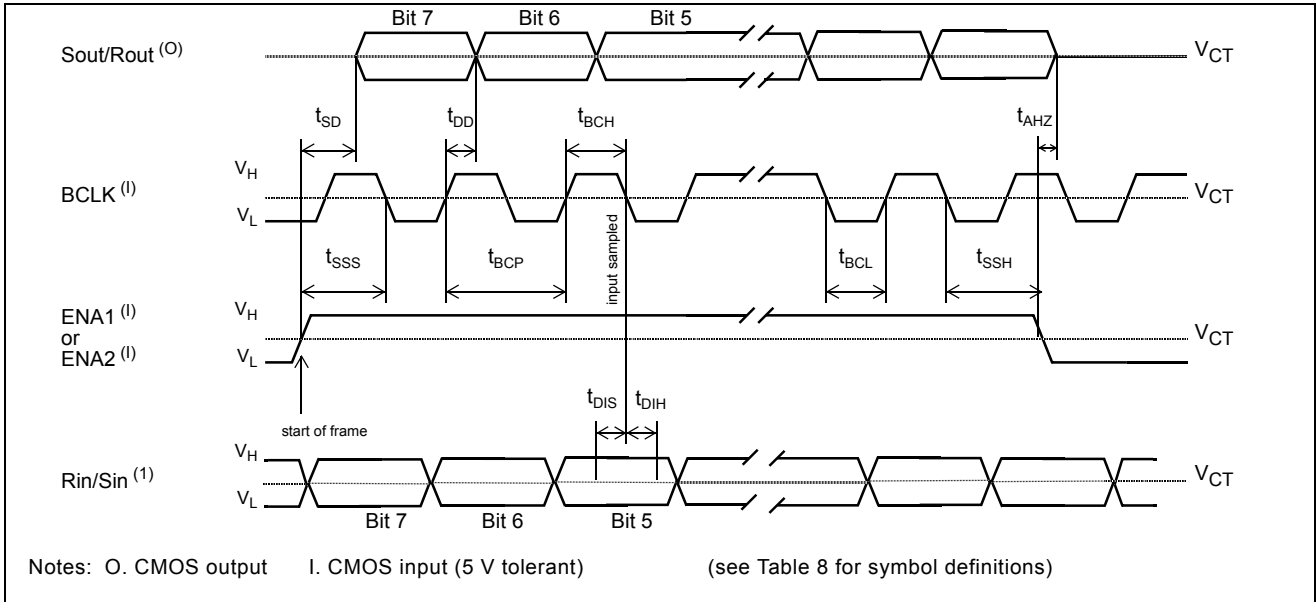 Bit 7 Bit 6 Bit 5
Sout/Rout (O) VCT
tSD tDD tBCH tAHZ
VH
BCLK (I) VCT
VL
tSSS tBCP input sampled tBCL tSSH
ENA1 (I) VH
or VCT
ENA2 (I) VL
tDIS tDIH
start of frame
VH
Rin/Sin (1) VCT
VL
Bit 7 Bit 6 Bit 5
Notes: O. CMOS output I. CMOS input (5 V tolerant) (see Table 8 for symbol definitions)